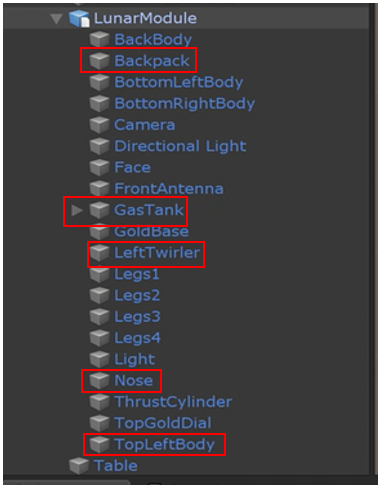 LunarModule
BackBody
Backpack
BottomLeftBody
BottomRightBody
Camera
Directional Light
Face
FrontAntenna
GasTank
GoldBase
LeftTwirler
Legs1
Legs2
Legs3
Legs4
Light
Nose
ThrustCylinder
TopGoldDial
TopLeftBody
Table